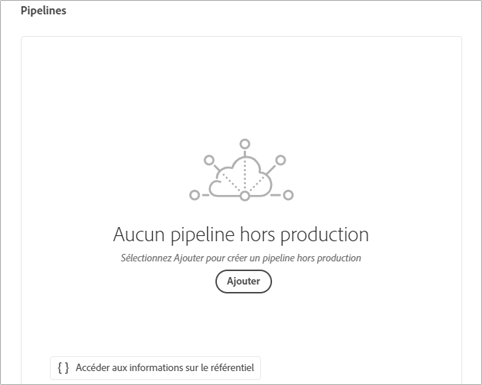 Pipelines
Aucun pipeline hors production
Sélectionnez Ajouter pour créer un pipeline hors production
Ajouter
{ } Accéder aux informations sur le référentiel